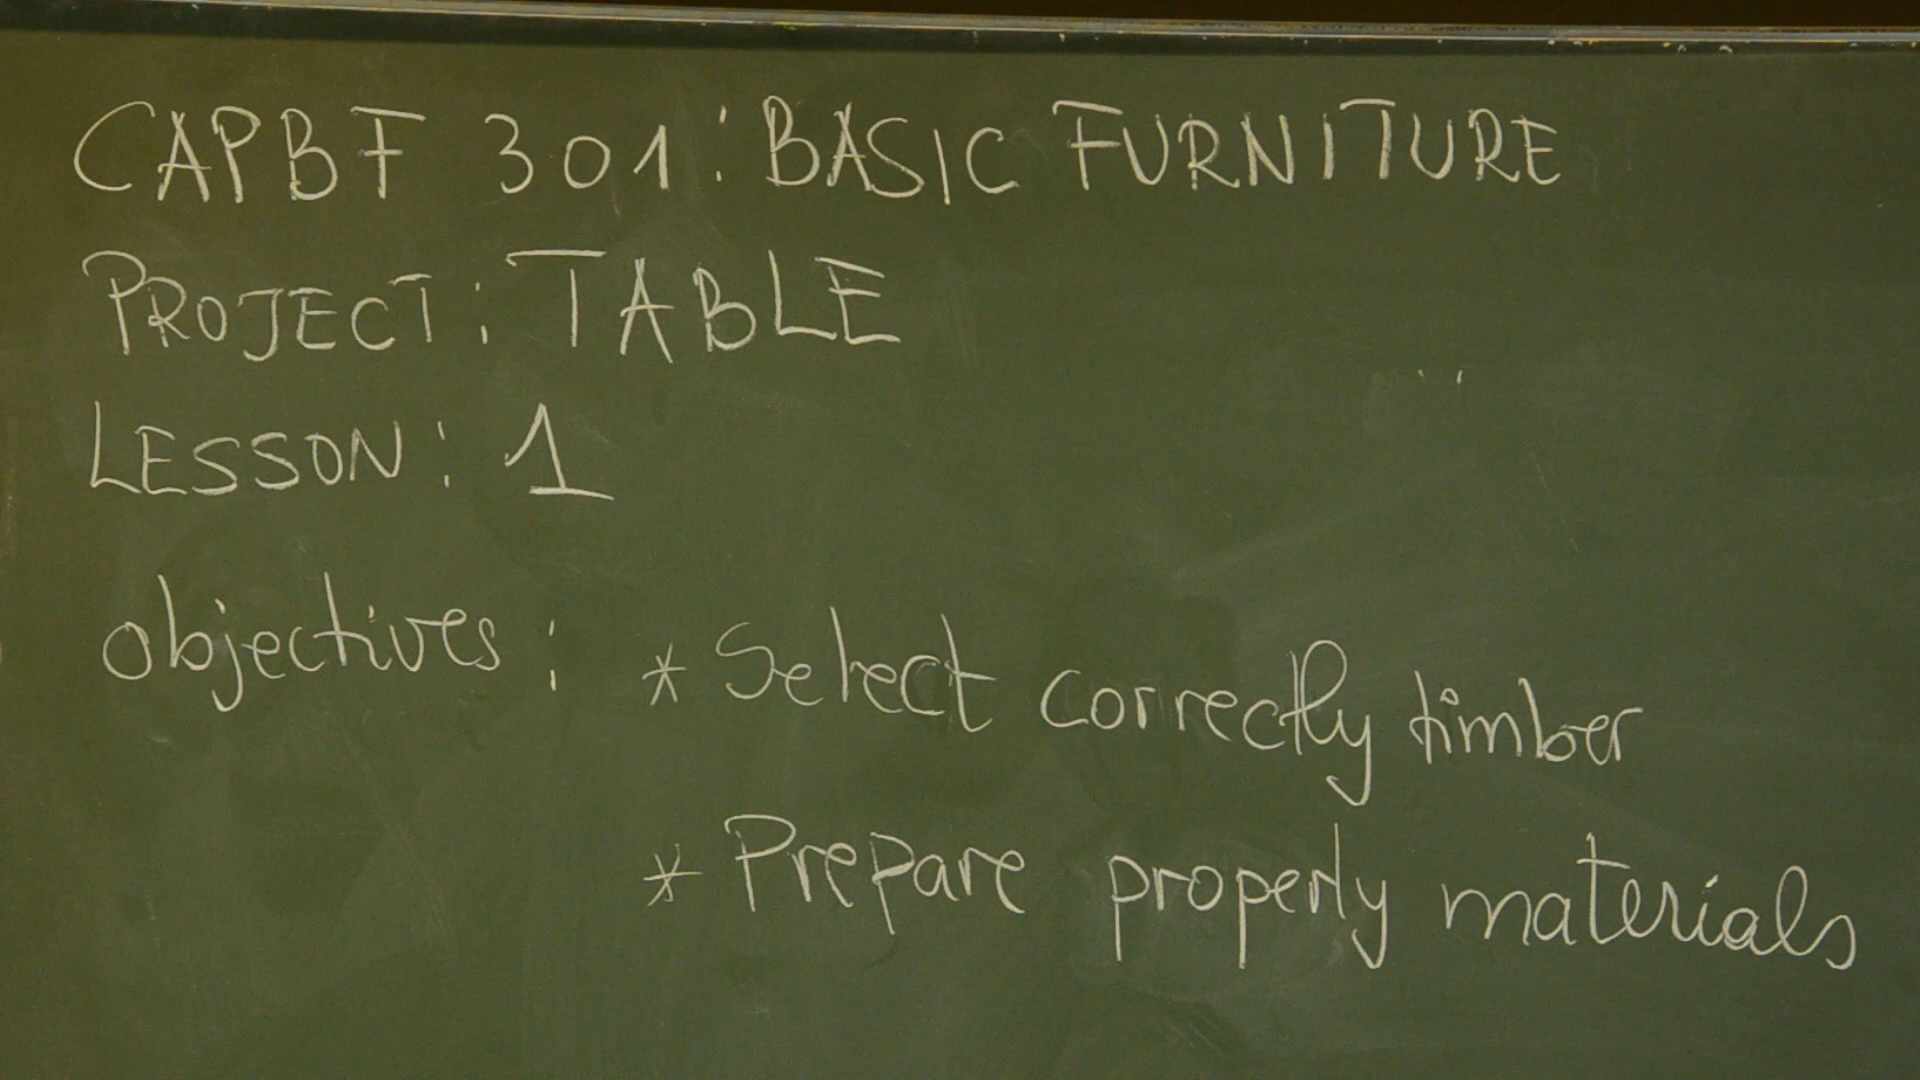 CAPBF 301: BASIC FURNITURE
PROJECT: TABLE
LESSON: 1
objectives: * Select correctly timber
* Prepare properly materials